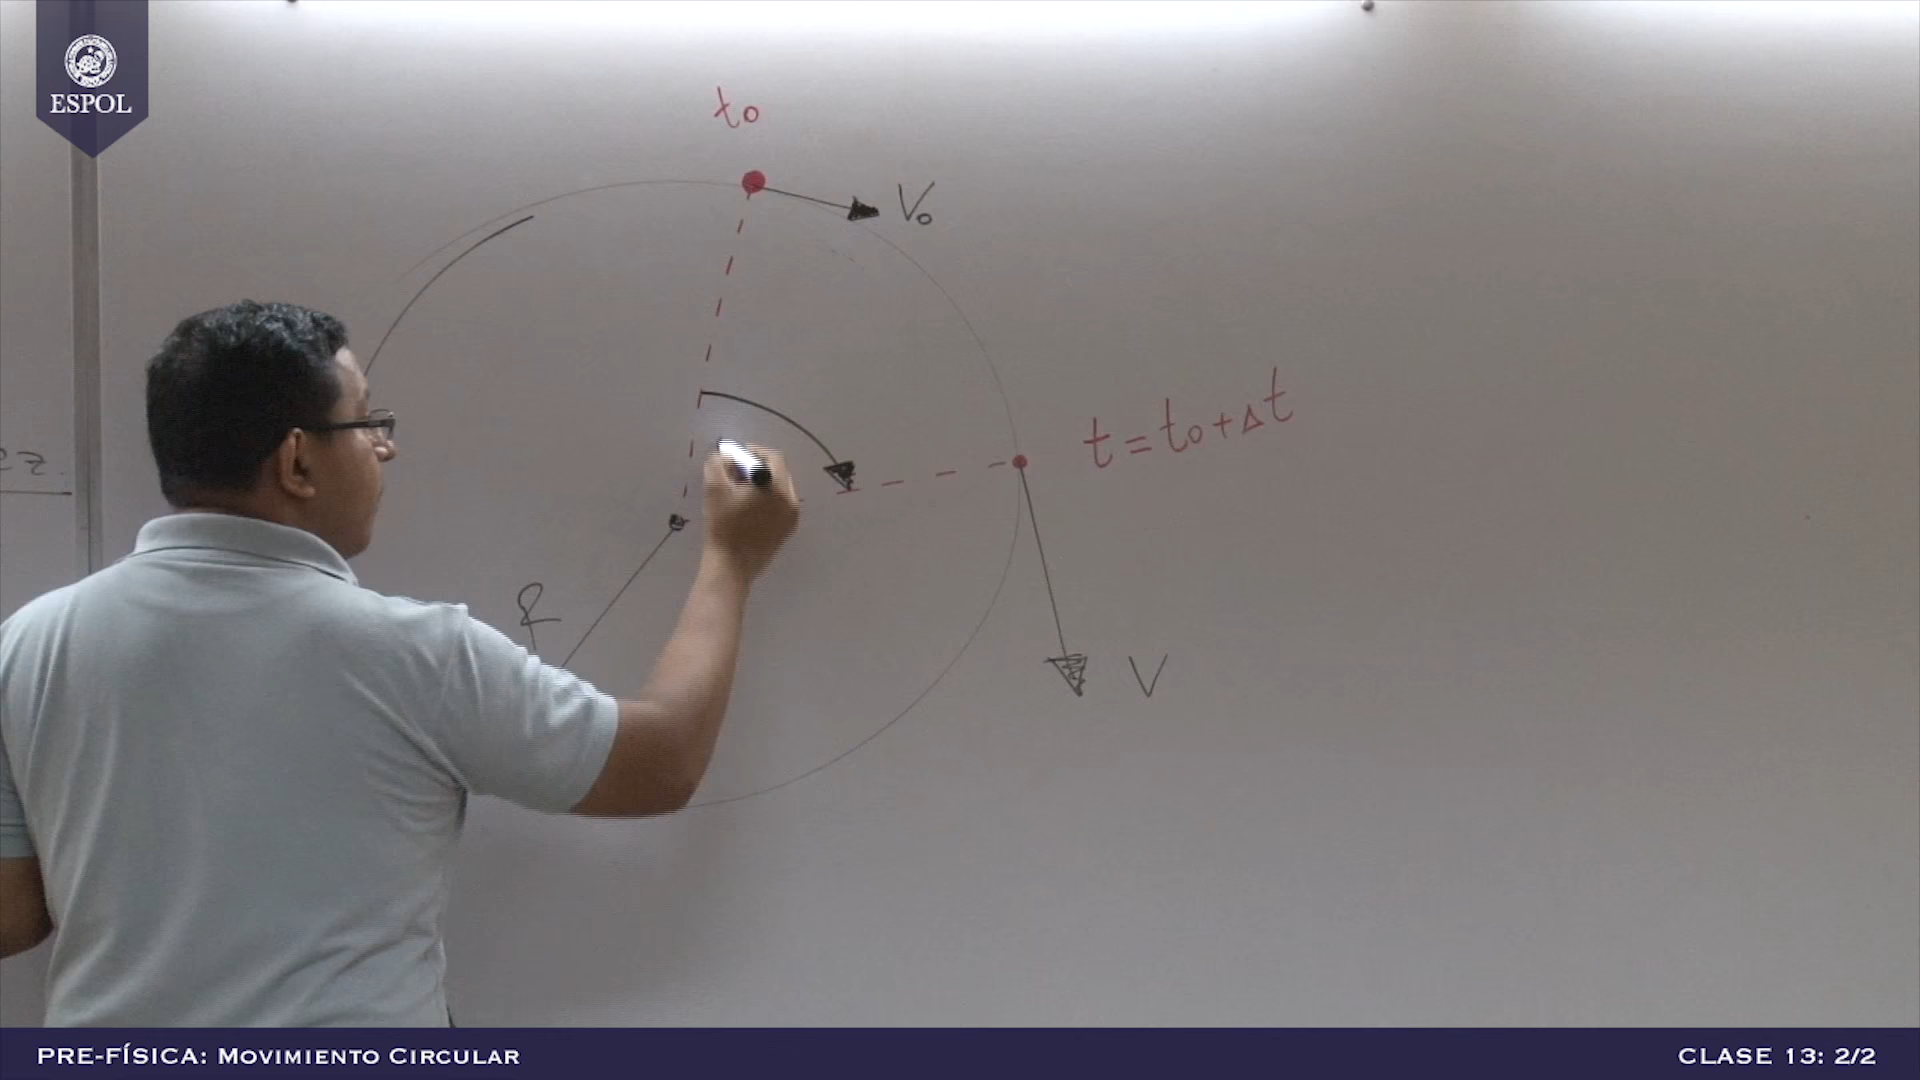 ESPOL
t₀
V₀
t = t₀ + Δt
R
V
PRE-FÍSICA: MOVIMIENTO CIRCULAR
CLASE 13: 2/2